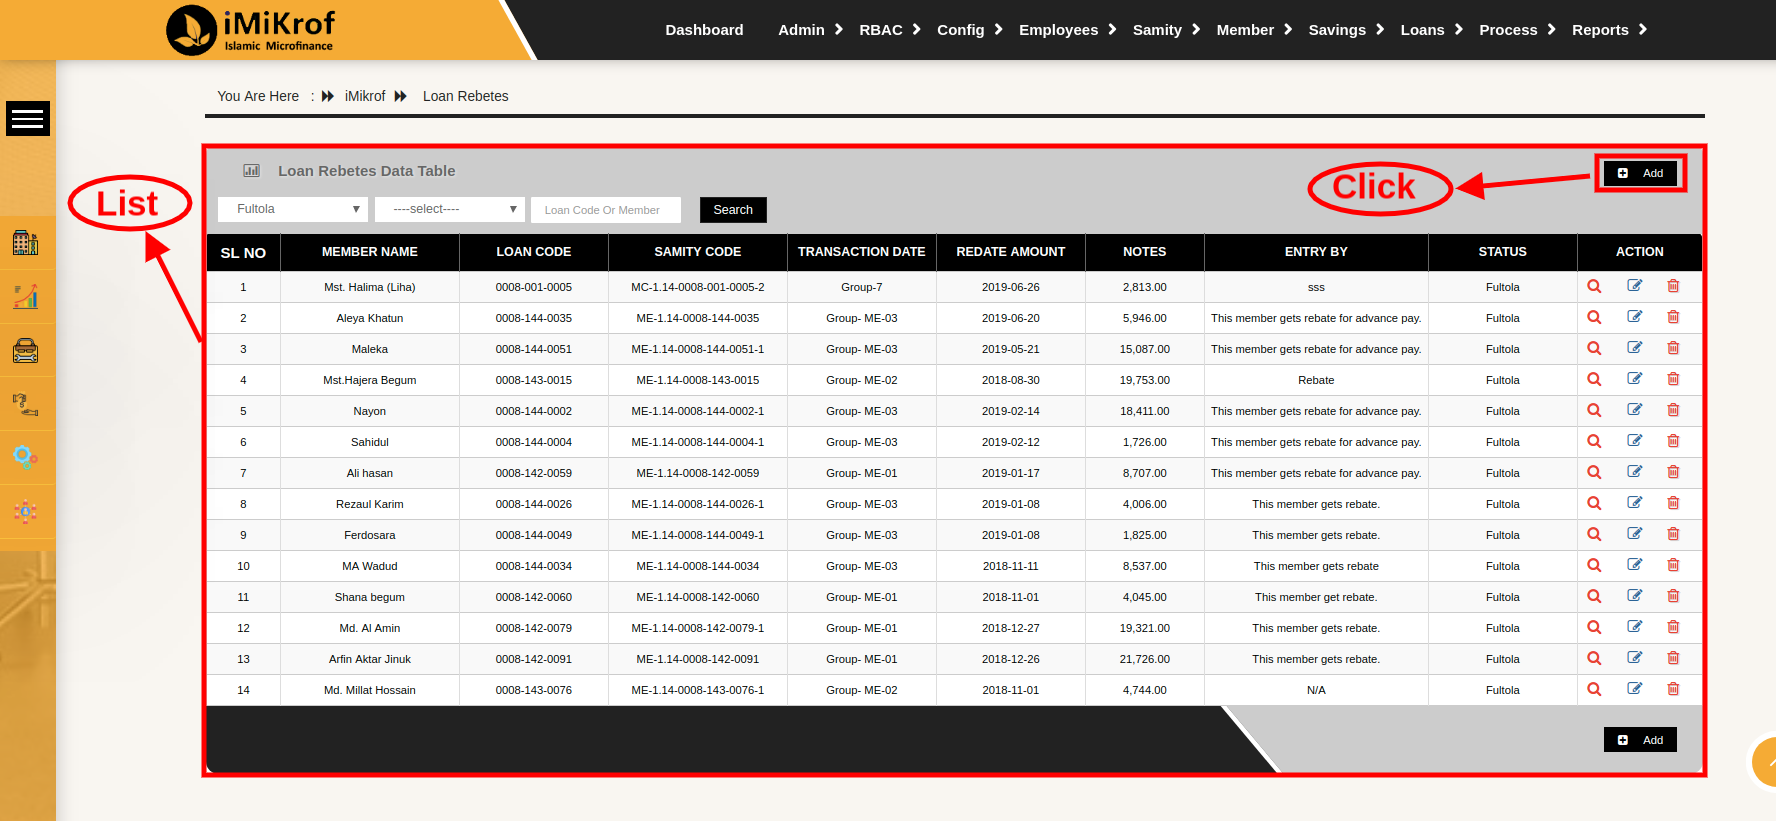 iMiKrof
Islamic Microfinance
Dashboard Admin RBAC Config Employees Samity Member Savings Loans Process Reports
You Are Here : iMikrof Loan Rebetes
Loan Rebetes Data Table
Add
List
Click
Fultola ----select---- Loan Code Or Member Search
SL NO MEMBER NAME LOAN CODE SAMITY CODE TRANSACTION DATE REDATE AMOUNT NOTES ENTRY BY STATUS ACTION
1 Mst. Halima (Liha) 0008-001-0005 MC-1.14-0008-001-0005-2 Group-7 2019-06-26 2,813.00 sss Fultola
2 Aleya Khatun 0008-144-0035 ME-1.14-0008-144-0035 Group- ME-03 2019-06-20 5,946.00 This member gets rebate for advance pay. Fultola
3 Maleka 0008-144-0051 ME-1.14-0008-144-0051-1 Group- ME-03 2019-05-21 15,087.00 This member gets rebate for advance pay. Fultola
4 Mst.Hajera Begum 0008-143-0015 ME-1.14-0008-143-0015 Group- ME-02 2018-08-30 19,753.00 Rebate Fultola
5 Nayon 0008-144-0002 ME-1.14-0008-144-0002-1 Group- ME-03 2019-02-14 18,411.00 This member gets rebate for advance pay. Fultola
6 Sahidul 0008-144-0004 ME-1.14-0008-144-0004-1 Group- ME-03 2019-02-12 1,726.00 This member gets rebate for advance pay. Fultola
7 Ali hasan 0008-142-0059 ME-1.14-0008-142-0059 Group- ME-01 2019-01-17 8,707.00 This member gets rebate for advance pay. Fultola
8 Rezaul Karim 0008-144-0026 ME-1.14-0008-144-0026-1 Group- ME-03 2019-01-08 4,006.00 This member gets rebate. Fultola
9 Ferdosara 0008-144-0049 ME-1.14-0008-144-0049-1 Group- ME-03 2019-01-08 1,825.00 This member gets rebate. Fultola
10 MA Wadud 0008-144-0034 ME-1.14-0008-144-0034 Group- ME-03 2018-11-11 8,537.00 This member gets rebate Fultola
11 Shana begum 0008-142-0060 ME-1.14-0008-142-0060 Group- ME-01 2018-11-01 4,045.00 This member get rebate. Fultola
12 Md. Al Amin 0008-142-0079 ME-1.14-0008-142-0079-1 Group- ME-01 2018-12-27 19,321.00 This member gets rebate. Fultola
13 Arfin Aktar Jinuk 0008-142-0091 ME-1.14-0008-142-0091 Group- ME-01 2018-12-26 21,726.00 This member gets rebate. Fultola
14 Md. Millat Hossain 0008-143-0076 ME-1.14-0008-143-0076-1 Group- ME-02 2018-11-01 4,744.00 N/A Fultola
Add